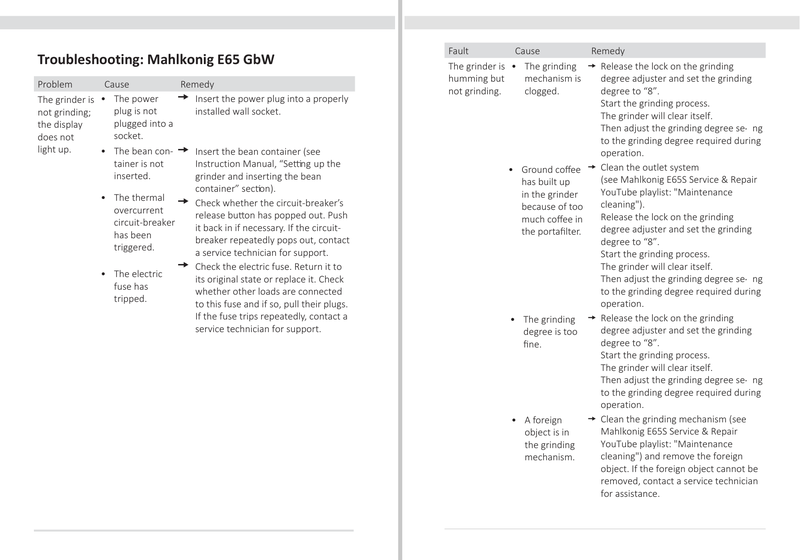 Troubleshooting: Mahlkonig E65 GbW
Problem Cause Remedy
The grinder is
not grinding;
the display
does not
light up.
• The power
plug is not
plugged into a
socket.
➞ Insert the power plug into a properly
installed wall socket.
• The bean con-
tainer is not
inserted.
➞ Insert the bean container (see
Instruction Manual, “Setting up the
grinder and inserting the bean
container” section).
• The thermal
overcurrent
circuit-breaker
has been
triggered.
➞ Check whether the circuit-breaker’s
release button has popped out. Push
it back in if necessary. If the circuit-
breaker repeatedly pops out, contact
a service technician for support.
• The electric
fuse has
tripped.
➞ Check the electric fuse. Return it to
its original state or replace it. Check
whether other loads are connected
to this fuse and if so, pull their plugs.
If the fuse trips repeatedly, contact a
service technician for support.
Fault Cause Remedy
The grinder is
humming but
not grinding.
• The grinding
mechanism is
clogged.
➞ Release the lock on the grinding
degree adjuster and set the grinding
degree to “8”.
Start the grinding process.
The grinder will clear itself.
Then adjust the grinding degree se- ng
to the grinding degree required during
operation.
• Ground coffee
has built up
in the grinder
because of too
much coffee in
the portafilter.
➞ Clean the outlet system
(see Mahlkonig E65S Service & Repair
YouTube playlist: "Maintenance
cleaning").
Release the lock on the grinding
degree adjuster and set the grinding
degree to “8”.
Start the grinding process.
The grinder will clear itself.
Then adjust the grinding degree se- ng
to the grinding degree required during
operation.
• The grinding
degree is too
fine.
➞ Release the lock on the grinding
degree adjuster and set the grinding
degree to “8”.
Start the grinding process.
The grinder will clear itself.
Then adjust the grinding degree se- ng
to the grinding degree required during
operation.
• A foreign
object is in
the grinding
mechanism.
➞ Clean the grinding mechanism (see
Mahlkonig E65S Service & Repair
YouTube playlist: "Maintenance
cleaning") and remove the foreign
object. If the foreign object cannot be
removed, contact a service technician
for assistance.